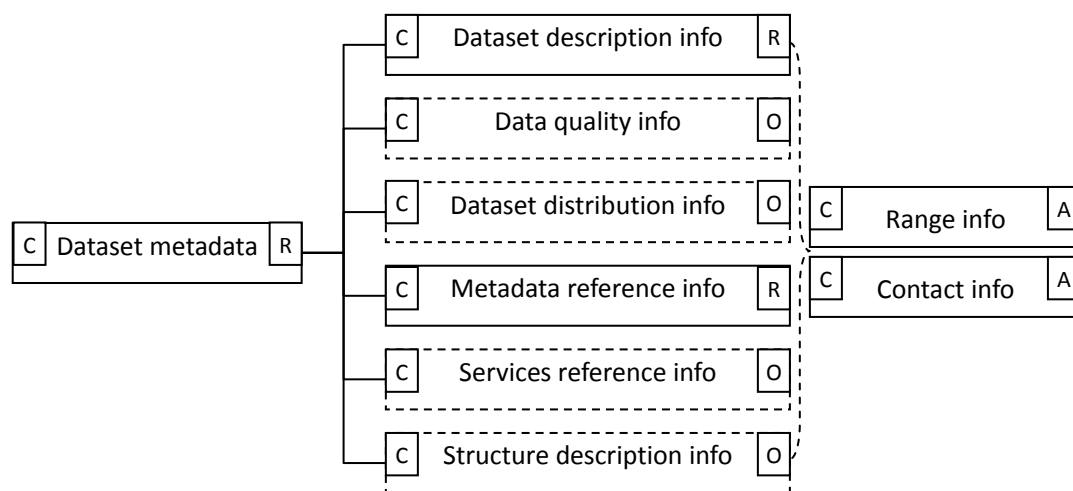 C Dataset description info R
C Data quality info O
C Dataset distribution info O
C Range info A
C Dataset metadata R
C Metadata reference info R
C Contact info A
C Services reference info O
C Structure description info O